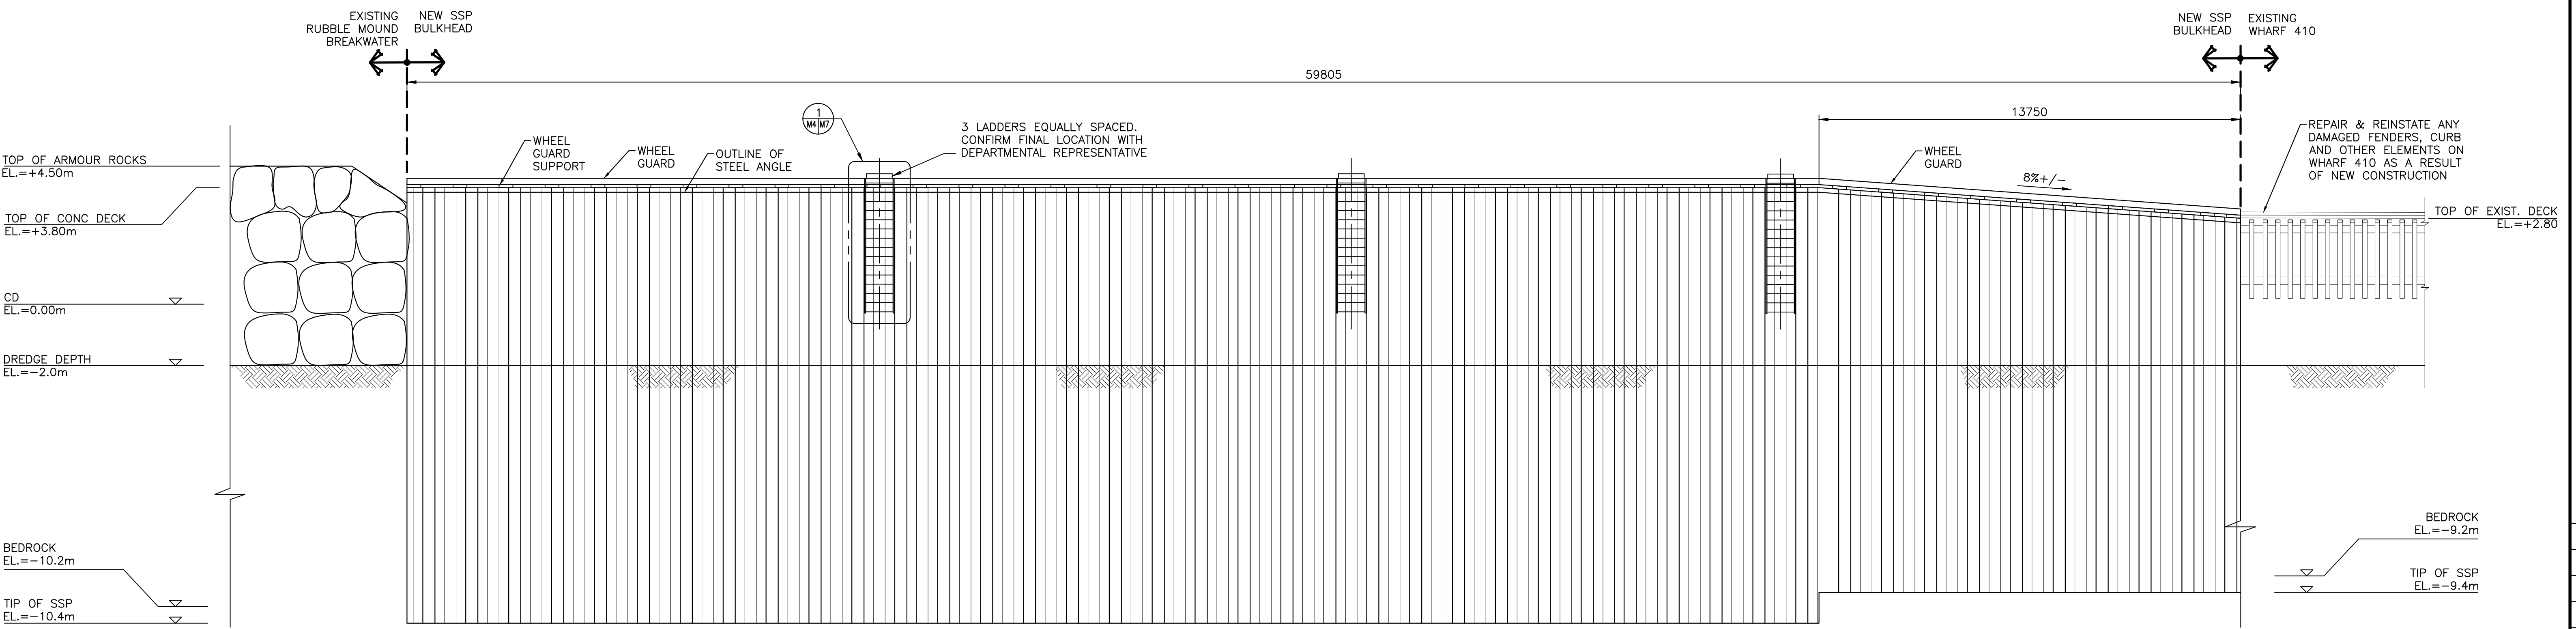 EXISTING
RUBBLE MOUND
BREAKWATER
NEW SSP
BULKHEAD
NEW SSP
BULKHEAD
EXISTING
WHARF 410
59805
13750
1
M4 M7
3 LADDERS EQUALLY SPACED.
CONFIRM FINAL LOCATION WITH
DEPARTMENTAL REPRESENTATIVE
WHEEL
GUARD
SUPPORT
WHEEL
GUARD
OUTLINE OF
STEEL ANGLE
WHEEL
GUARD
8%+/-
REPAIR & REINSTATE ANY
DAMAGED FENDERS, CURB
AND OTHER ELEMENTS ON
WHARF 410 AS A RESULT
OF NEW CONSTRUCTION
TOP OF ARMOUR ROCKS
EL.=+4.50m
TOP OF CONC DECK
EL.=+3.80m
TOP OF EXIST. DECK
EL.=+2.80
CD
EL.=0.00m
DREDGE DEPTH
EL.=-2.0m
BEDROCK
EL.=-10.2m
TIP OF SSP
EL.=-10.4m
BEDROCK
EL.=-9.2m
TIP OF SSP
EL.=-9.4m